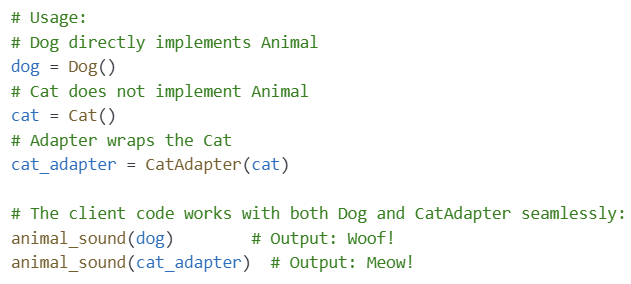 # Usage:
# Dog directly implements Animal
dog = Dog()
# Cat does not implement Animal
cat = Cat()
# Adapter wraps the Cat
cat_adapter = CatAdapter(cat)

# The client code works with both Dog and CatAdapter seamlessly:
animal_sound(dog)        # Output: Woof!
animal_sound(cat_adapter)  # Output: Meow!